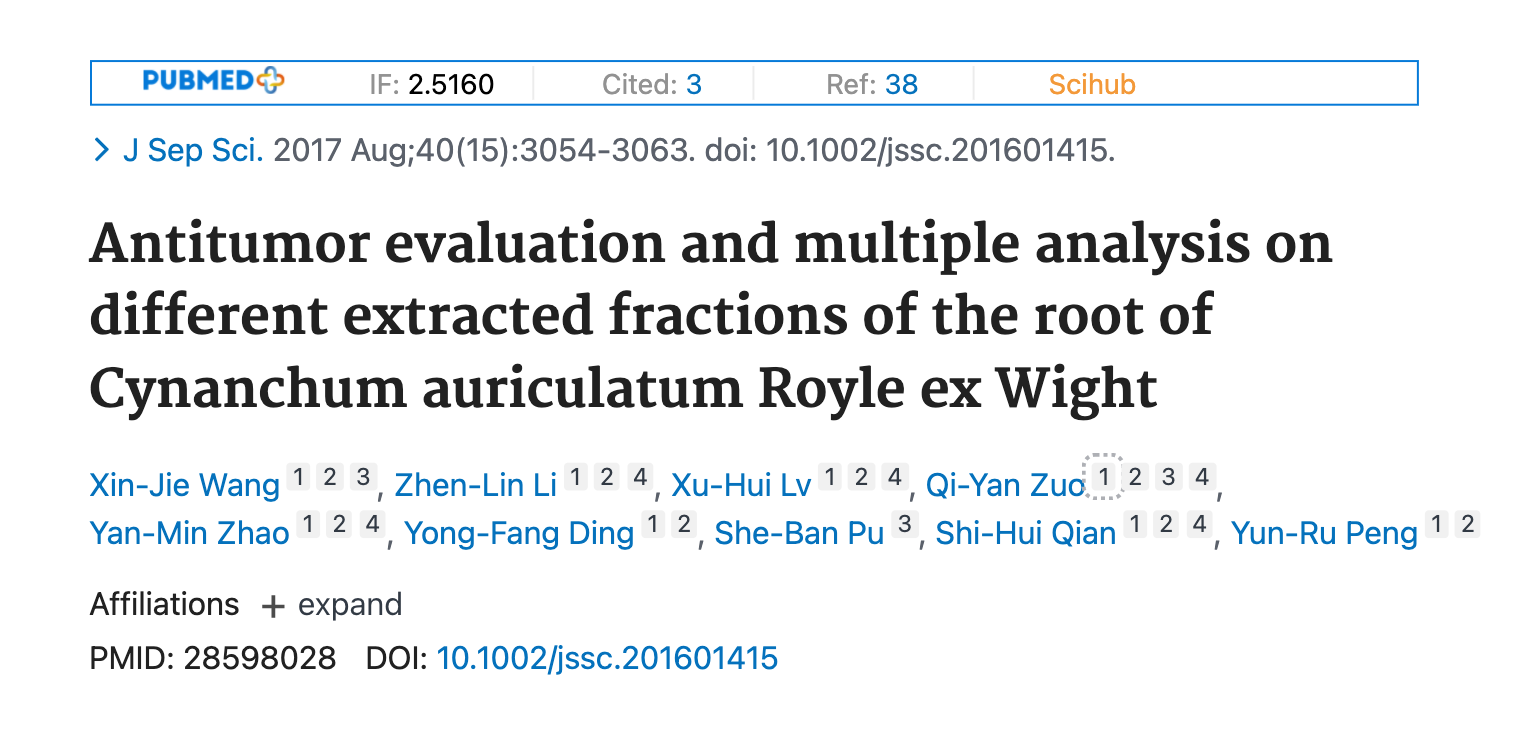 PUBMED IF: 2.5160 Cited: 3 Ref: 38 Scihub
> J Sep Sci. 2017 Aug;40(15):3054-3063. doi: 10.1002/jssc.201601415.
Antitumor evaluation and multiple analysis on
different extracted fractions of the root of
Cynanchum auriculatum Royle ex Wight
Xin-Jie Wang 1 2 3, Zhen-Lin Li 1 2 4, Xu-Hui Lv 1 2 4, Qi-Yan Zuo 1 2 3 4,
Yan-Min Zhao 1 2 4, Yong-Fang Ding 1 2, She-Ban Pu 3, Shi-Hui Qian 1 2 4, Yun-Ru Peng 1 2
Affiliations + expand
PMID: 28598028 DOI: 10.1002/jssc.201601415